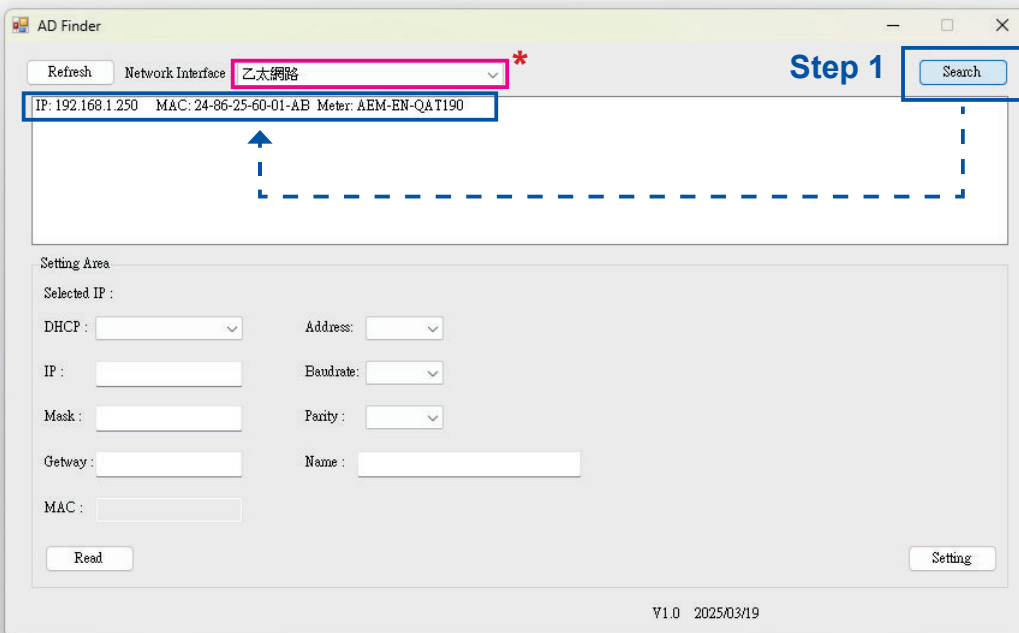 AD Finder
Refresh Network Interface 乙太網路 * Step 1 Search
IP: 192.168.1.250 MAC: 24-86-25-60-01-AB Meter: AEM-EN-QAT190
Setting Area
Selected IP :
DHCP : Address:
IP : Baudrate:
Mask : Parity :
Getway : Name :
MAC :
Read Setting
V1.0 2025/03/19